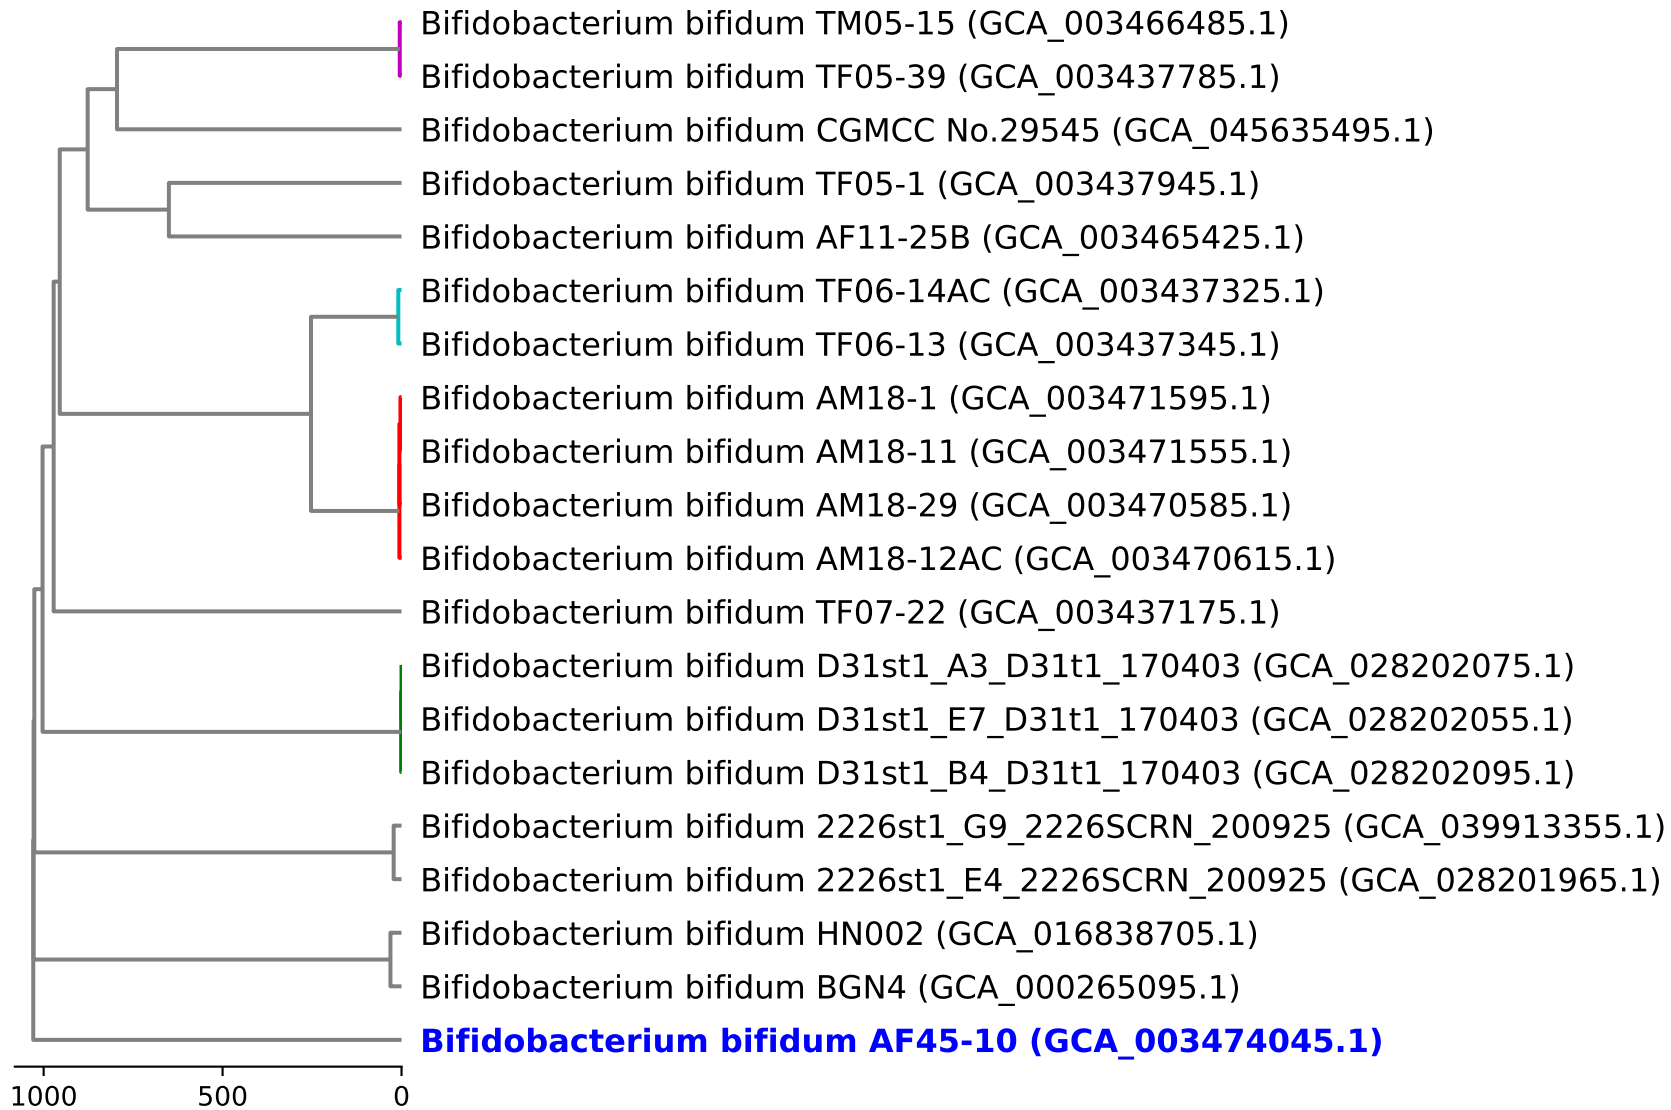 Bifidobacterium bifidum TM05-15 (GCA_003466485.1)
Bifidobacterium bifidum TF05-39 (GCA_003437785.1)
Bifidobacterium bifidum CGMCC No.29545 (GCA_045635495.1)
Bifidobacterium bifidum TF05-1 (GCA_003437945.1)
Bifidobacterium bifidum AF11-25B (GCA_003465425.1)
Bifidobacterium bifidum TF06-14AC (GCA_003437325.1)
Bifidobacterium bifidum TF06-13 (GCA_003437345.1)
Bifidobacterium bifidum AM18-1 (GCA_003471595.1)
Bifidobacterium bifidum AM18-11 (GCA_003471555.1)
Bifidobacterium bifidum AM18-29 (GCA_003470585.1)
Bifidobacterium bifidum AM18-12AC (GCA_003470615.1)
Bifidobacterium bifidum TF07-22 (GCA_003437175.1)
Bifidobacterium bifidum D31st1_A3_D31t1_170403 (GCA_028202075.1)
Bifidobacterium bifidum D31st1_E7_D31t1_170403 (GCA_028202055.1)
Bifidobacterium bifidum D31st1_B4_D31t1_170403 (GCA_028202095.1)
Bifidobacterium bifidum 2226st1_G9_2226SCRN_200925 (GCA_039913355.1)
Bifidobacterium bifidum 2226st1_E4_2226SCRN_200925 (GCA_028201965.1)
Bifidobacterium bifidum HN002 (GCA_016838705.1)
Bifidobacterium bifidum BGN4 (GCA_000265095.1)
Bifidobacterium bifidum AF45-10 (GCA_003474045.1)
1000 500 0